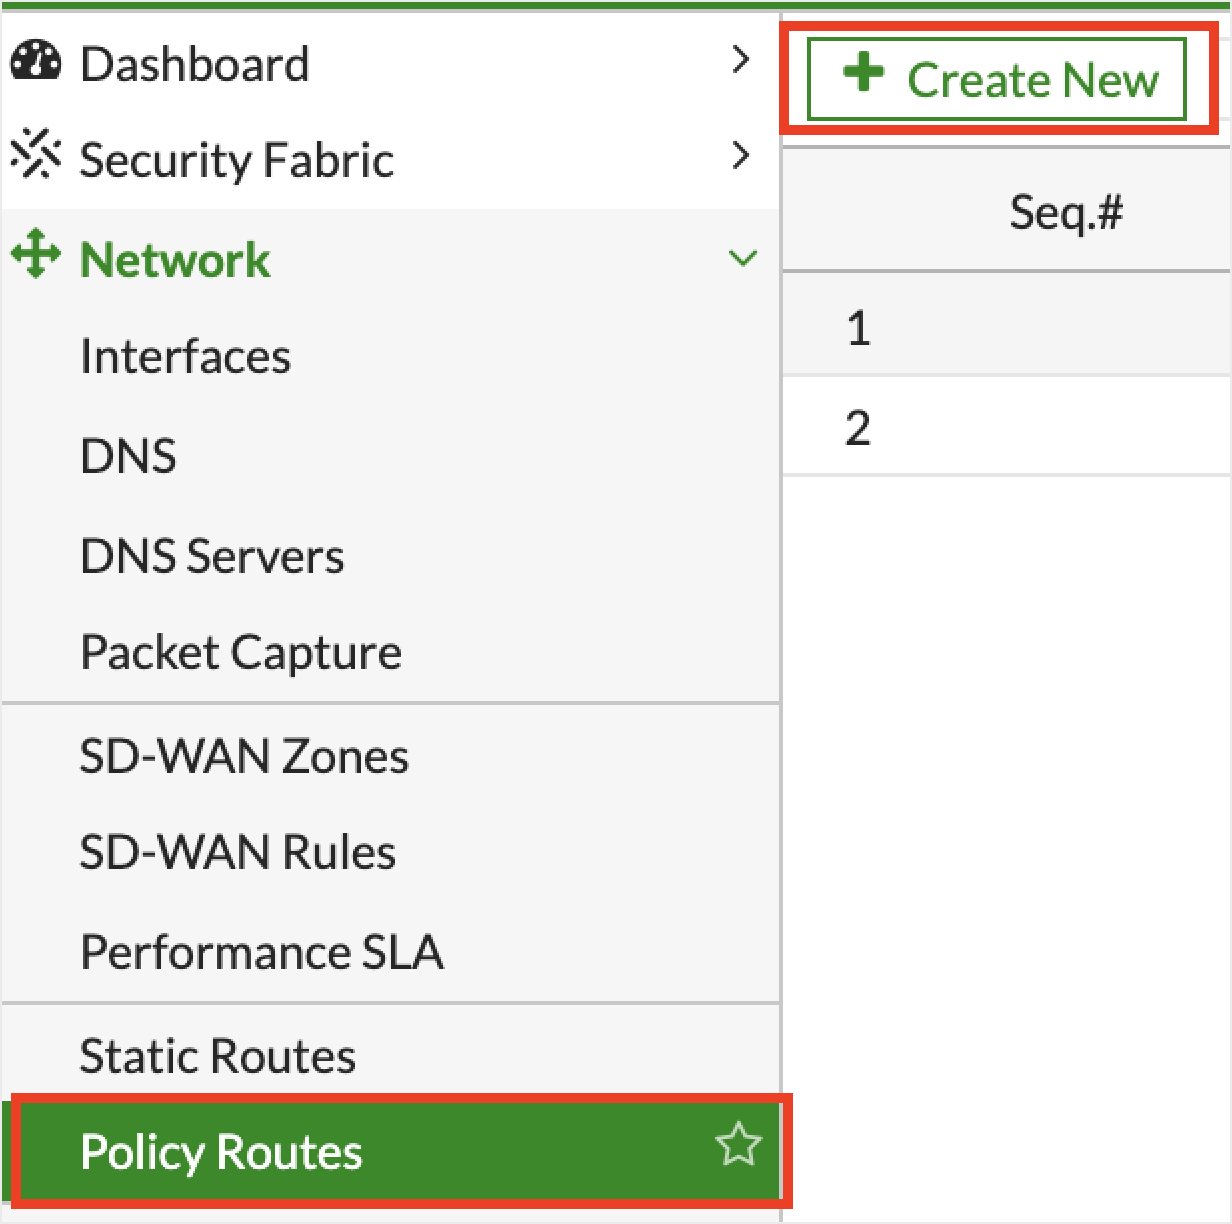 Dashboard
Security Fabric
Network
Interfaces
DNS
DNS Servers
Packet Capture
SD-WAN Zones
SD-WAN Rules
Performance SLA
Static Routes
Policy Routes
Create New
Seq.#
1
2